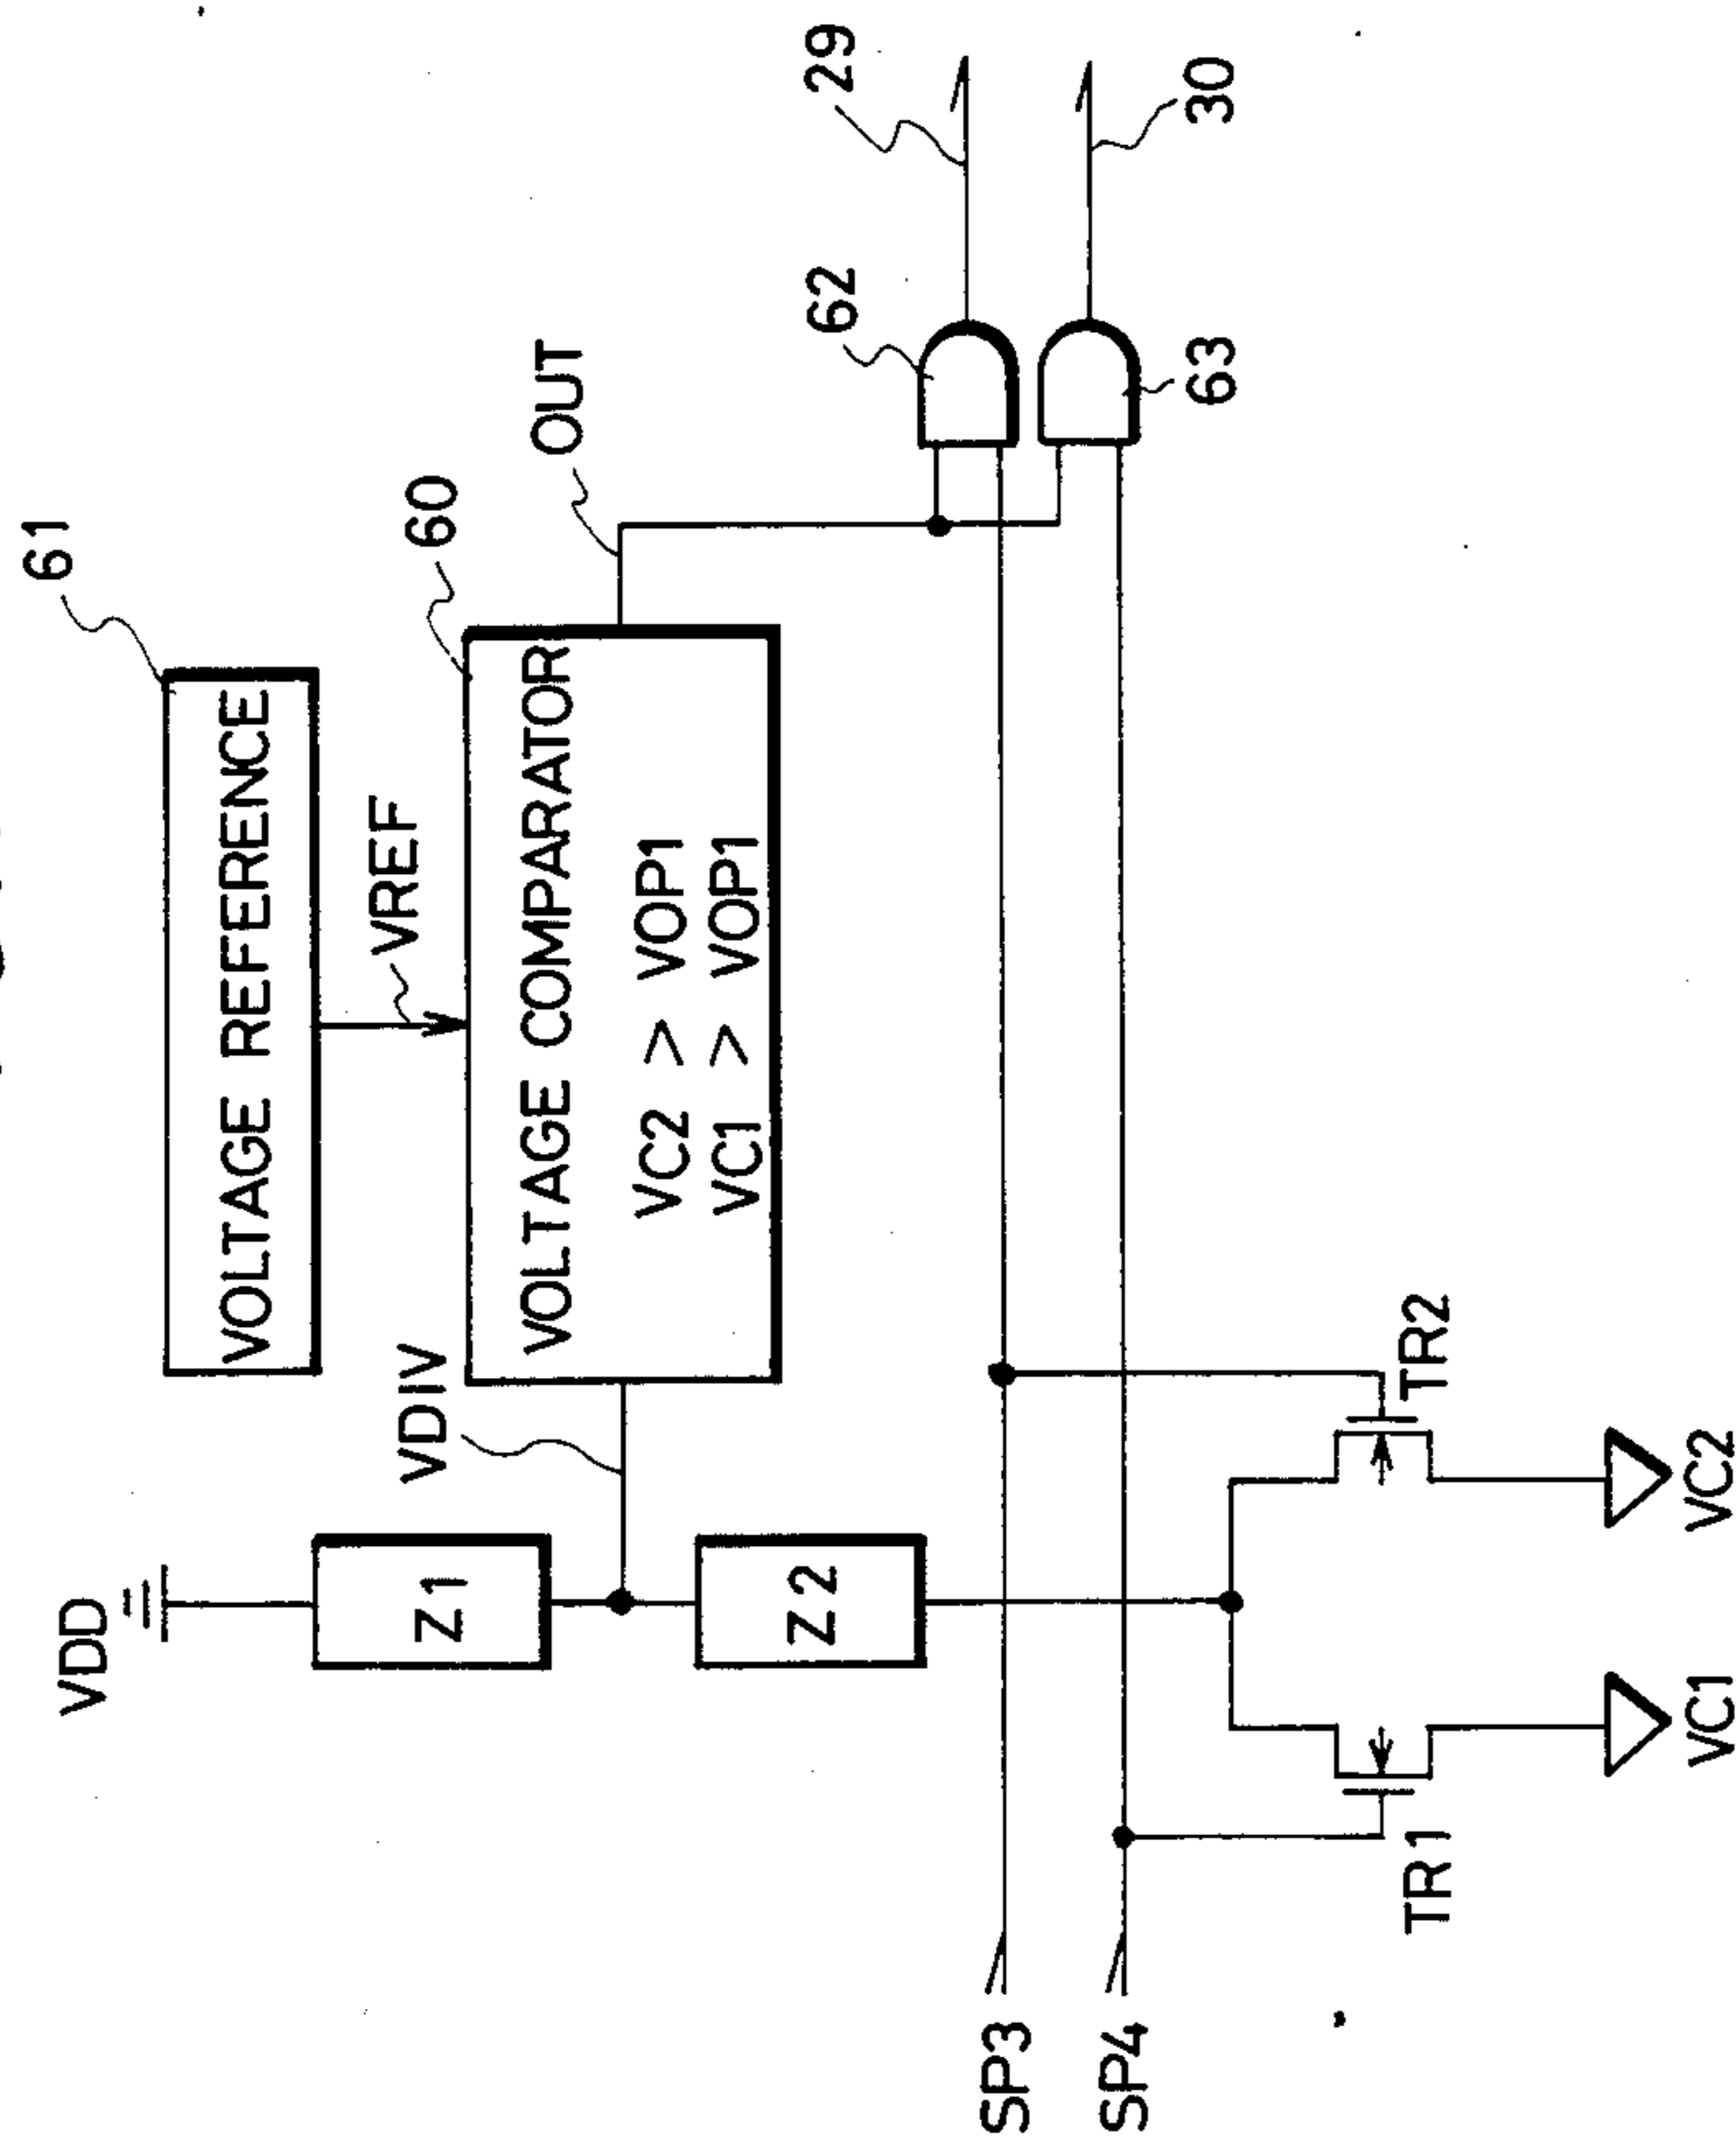 61
VOLTAGE REFERENCE
VREF
60
VOLTAGE COMPARATOR
VC2 > VOP1
VC1 > VOP1
OUT
VDD
VDIV
Z1
Z2
62
29
63
30
SP3
SP4
TR1
TR2
VC1
VC2